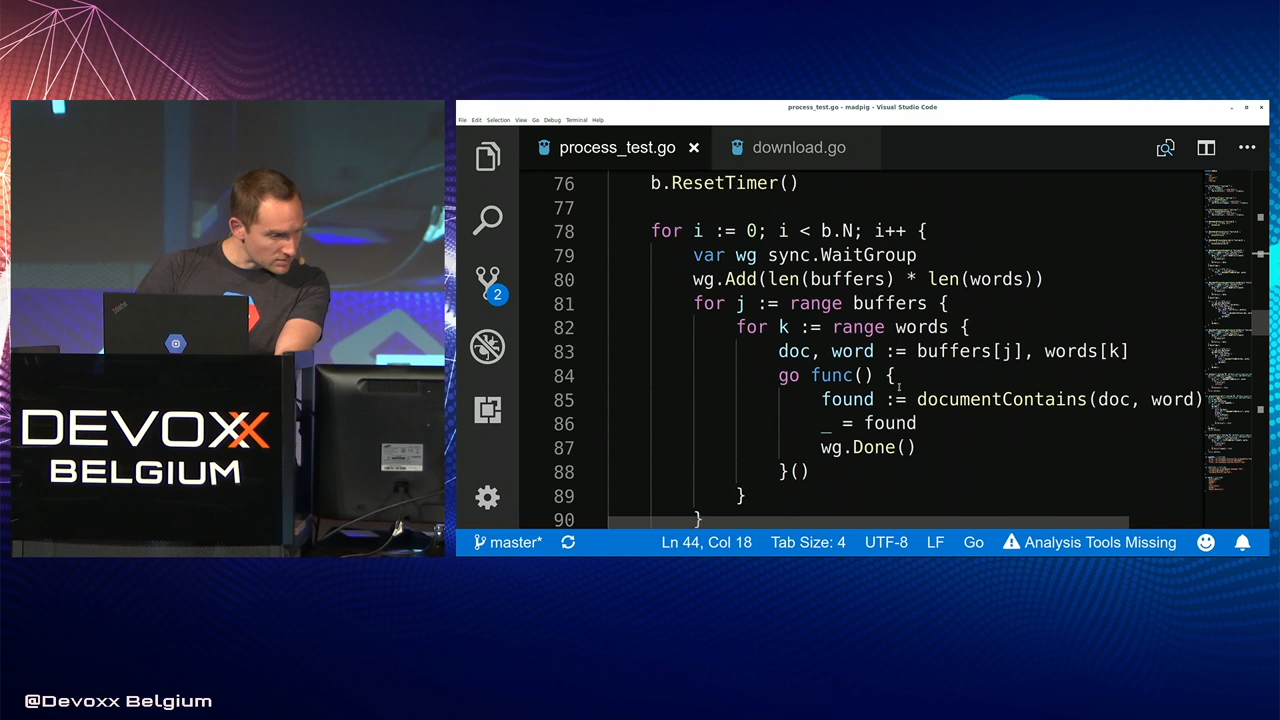 process_test.go - madpig - Visual Studio Code
File Edit Selection View Go Debug Terminal Help
process_test.go
download.go
76 b.ResetTimer()
77
78 for i := 0; i < b.N; i++ {
79 var wg sync.WaitGroup
80 wg.Add(len(buffers) * len(words))
81 for j := range buffers {
82 for k := range words {
83 doc, word := buffers[j], words[k]
84 go func() {
85 found := documentContains(doc, word)
86 _ = found
87 wg.Done()
88 }()
89 }
90 }
2
master*
Ln 44, Col 18
Tab Size: 4
UTF-8
LF
Go
Analysis Tools Missing
ThinkPad
DEVOXX
BELGIUM
@Devoxx Belgium